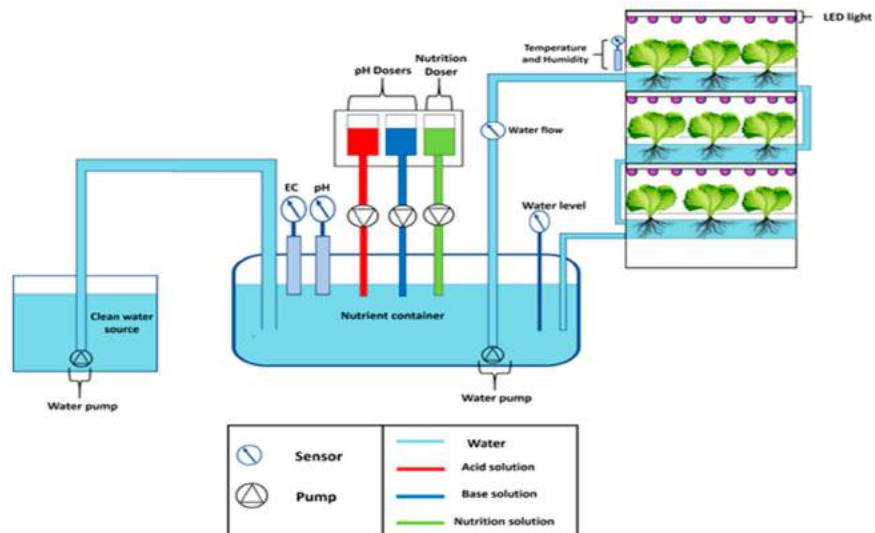 LED light
Temperature
and Humidity
Nutrition
Doser
pH Dosers
Water flow
EC
pH
Water level
Clean water
source
Nutrient container
Water pump
Water pump
Sensor
Pump
Water
Acid solution
Base solution
Nutrition solution